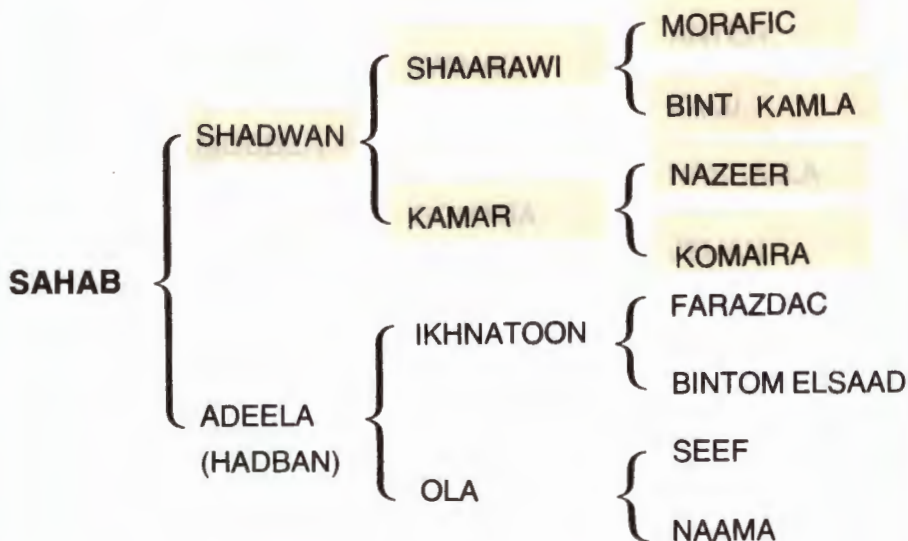 MORAFIC
SHAARAWI
BINT KAMLA
SHADWAN
NAZEER
KAMAR
KOMAIRA
SAHAB
FARAZDAC
IKHNATOON
BINTOM ELSAAD
ADEELA
(HADBAN)
SEEF
OLA
NAAMA